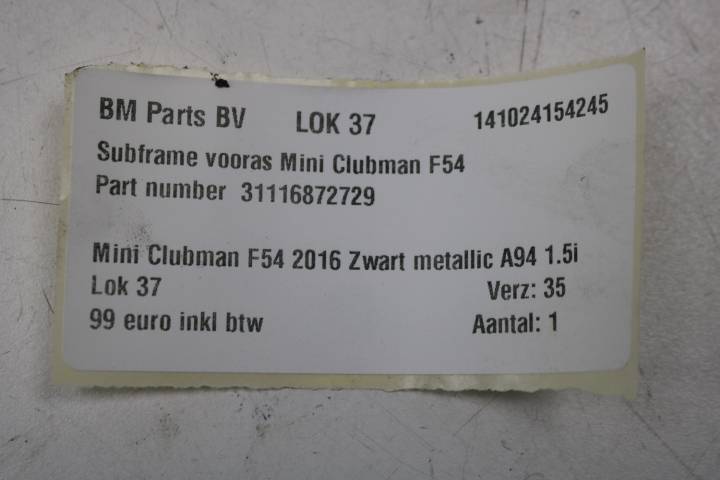 BM Parts BV LOK 37 141024154245
Subframe vooras Mini Clubman F54
Part number 31116872729
Mini Clubman F54 2016 Zwart metallic A94 1.5i
Lok 37 Verz: 35
99 euro inkl btw Aantal: 1